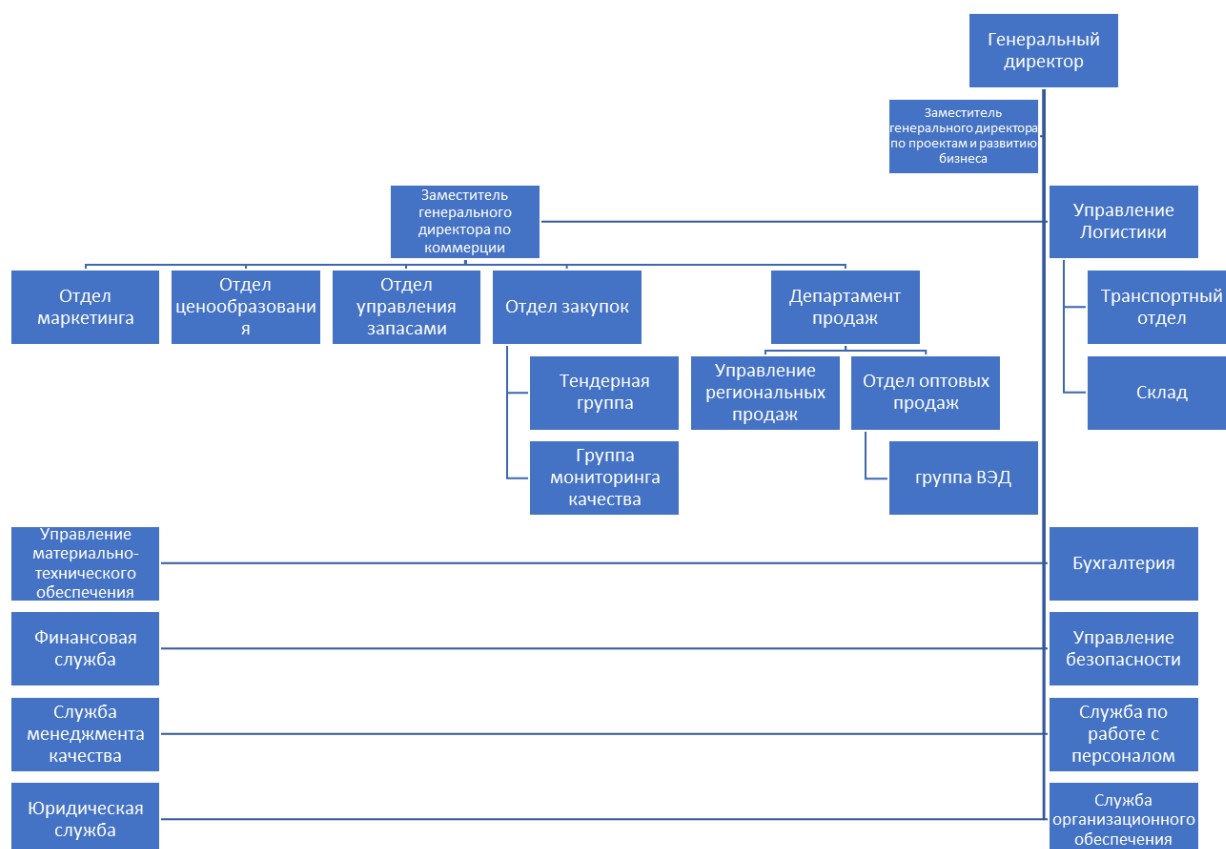 Генеральный
директор
Заместитель
генерального директора
по проектам и развитию
бизнеса
Заместитель
генерального
директора по
коммерции
Управление
Логистики
Отдел
маркетинга
Отдел
ценообразовани
я
Отдел
управления
запасами
Отдел закупок
Департамент
продаж
Транспортный
отдел
Тендерная
группа
Управление
региональных
продаж
Отдел оптовых
продаж
Склад
Группа
мониторинга
качества
группа ВЭД
Управление
материально-
технического
обеспечения
Бухгалтерия
Финансовая
служба
Управление
безопасности
Служба
менеджмента
качества
Служба по
работе с
персоналом
Юридическая
служба
Служба
организационного
обеспечения